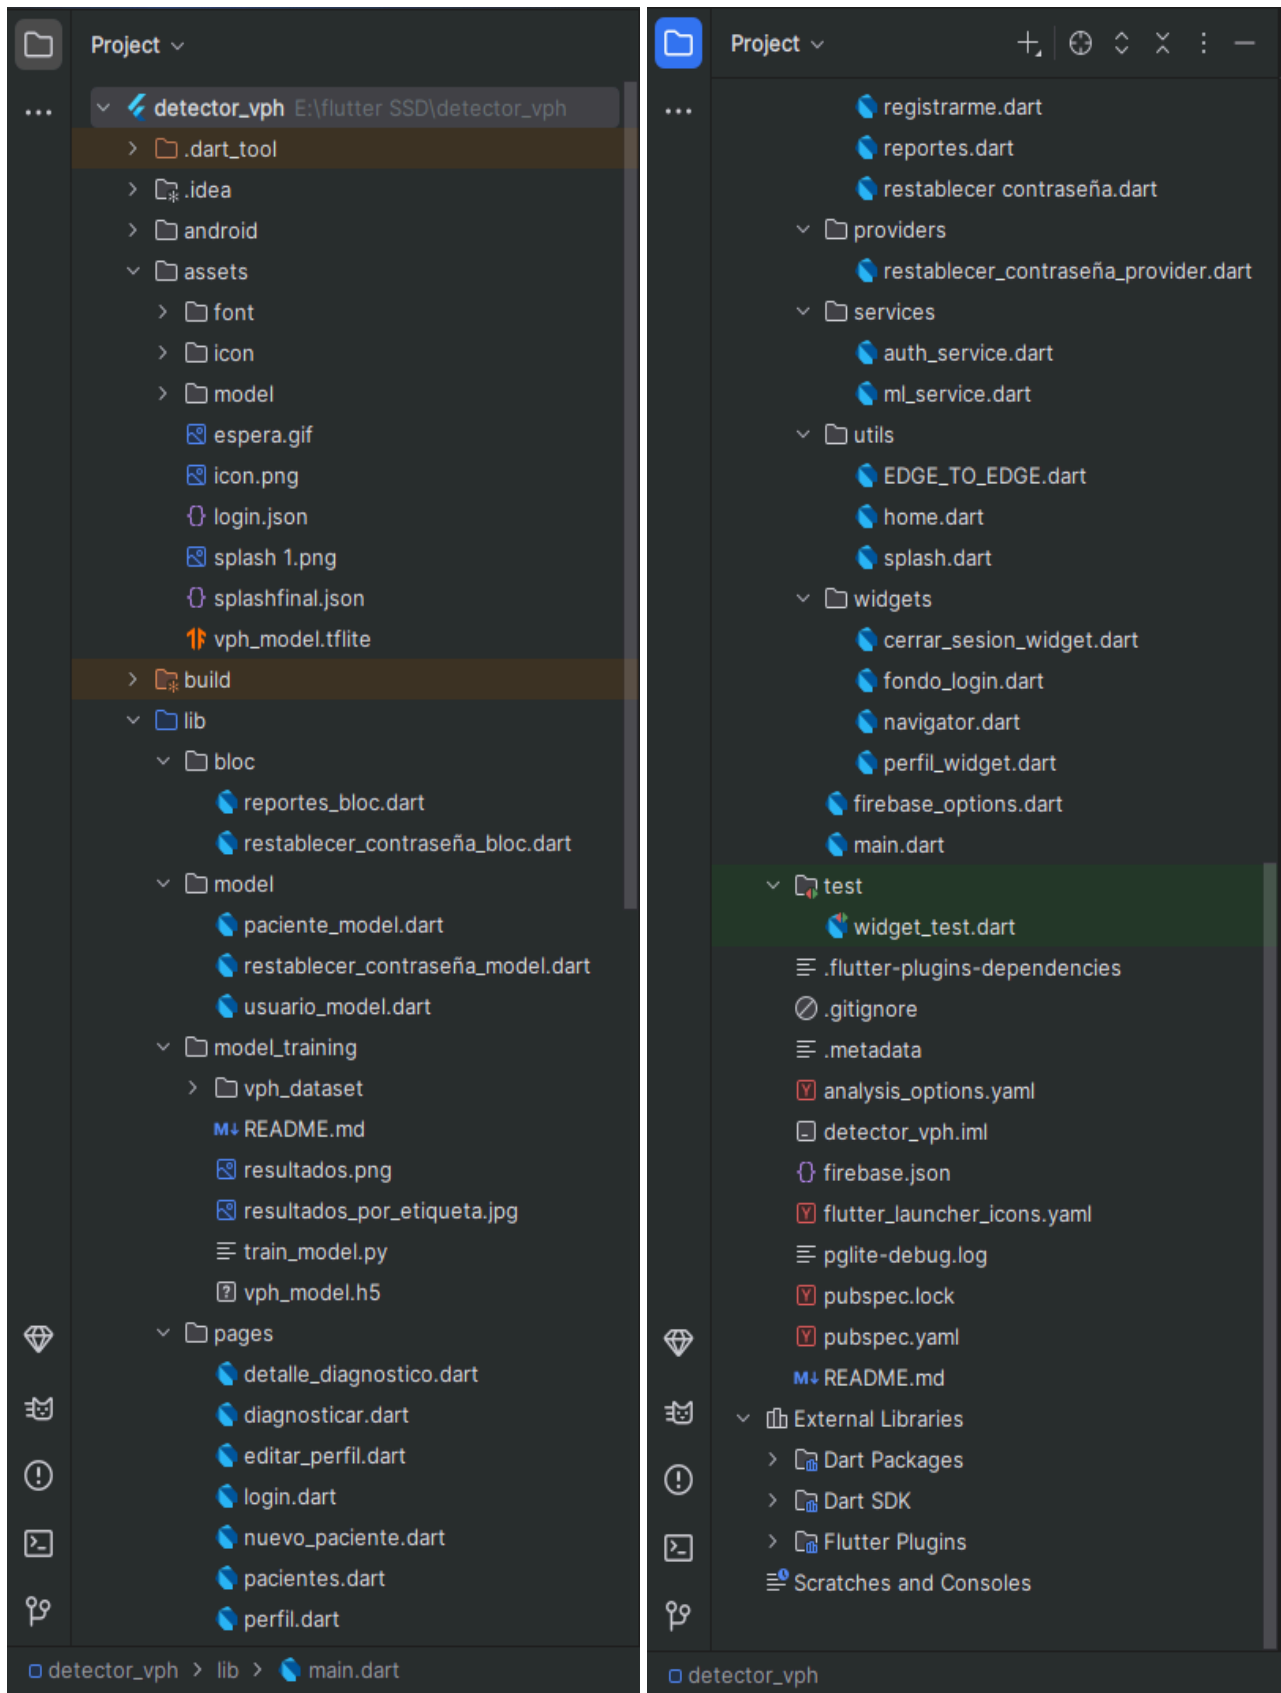 Project
detector_vph E:\flutter SSD\detector_vph
.dart_tool
.idea
android
assets
font
icon
model
espera.gif
icon.png
login.json
splash 1.png
splashfinal.json
vph_model.tflite
build
lib
bloc
reportes_bloc.dart
restablecer_contraseña_bloc.dart
model
paciente_model.dart
restablecer_contraseña_model.dart
usuario_model.dart
model_training
vph_dataset
README.md
resultados.png
resultados_por_etiqueta.jpg
train_model.py
vph_model.h5
pages
detalle_diagnostico.dart
diagnosticar.dart
editar_perfil.dart
login.dart
nuevo_paciente.dart
pacientes.dart
perfil.dart
detector_vph > lib > main.dart
Project
registrarme.dart
reportes.dart
restablecer contraseña.dart
providers
restablecer_contraseña_provider.dart
services
auth_service.dart
ml_service.dart
utils
EDGE_TO_EDGE.dart
home.dart
splash.dart
widgets
cerrar_sesion_widget.dart
fondo_login.dart
navigator.dart
perfil_widget.dart
firebase_options.dart
main.dart
test
widget_test.dart
.flutter-plugins-dependencies
.gitignore
.metadata
analysis_options.yaml
detector_vph.iml
firebase.json
flutter_launcher_icons.yaml
pglite-debug.log
pubspec.lock
pubspec.yaml
README.md
External Libraries
Dart Packages
Dart SDK
Flutter Plugins
Scratches and Consoles
detector_vph